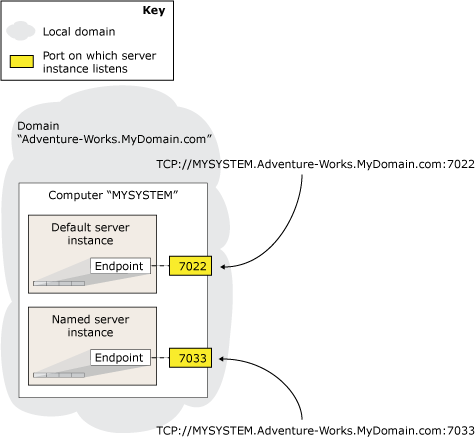 Key
Local domain
Port on which server
instance listens
Domain
“Adventure-Works.MyDomain.com”
TCP://MYSYSTEM.Adventure-Works.MyDomain.com:7022
Computer “MYSYSTEM”
Default server
instance
Endpoint
7022
Named server
instance
Endpoint
7033
TCP://MYSYSTEM.Adventure-Works.MyDomain.com:7033